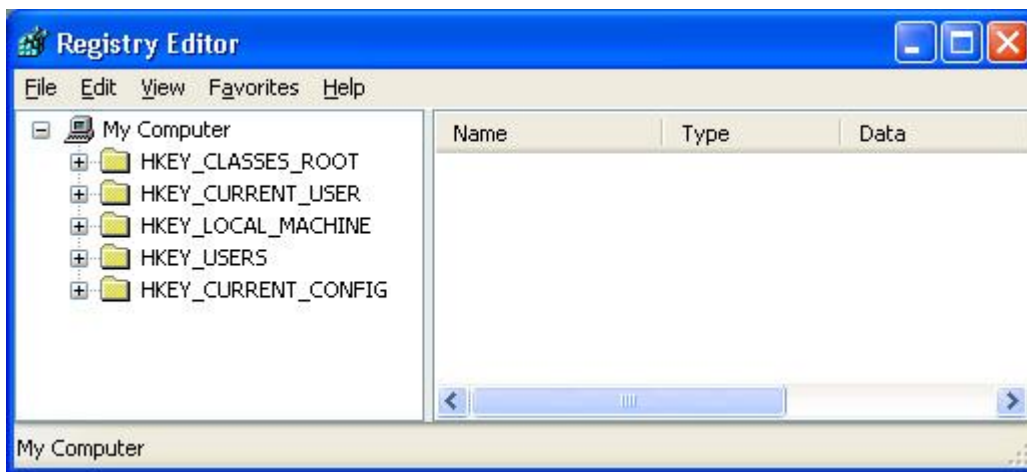 Registry Editor
File Edit View Favorites Help
My Computer
HKEY_CLASSES_ROOT
HKEY_CURRENT_USER
HKEY_LOCAL_MACHINE
HKEY_USERS
HKEY_CURRENT_CONFIG
Name Type Data
My Computer